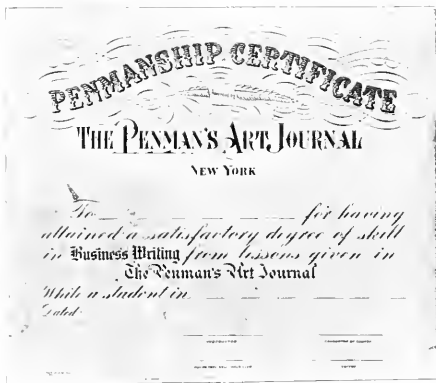 PENMANSHIP CERTIFICATE
THE PENMAN'S ART JOURNAL
NEW YORK
To for having
attained a satisfactory degree of skill
in Business Writing from lessons given in
The Penman's Art Journal
While a student in
Dated